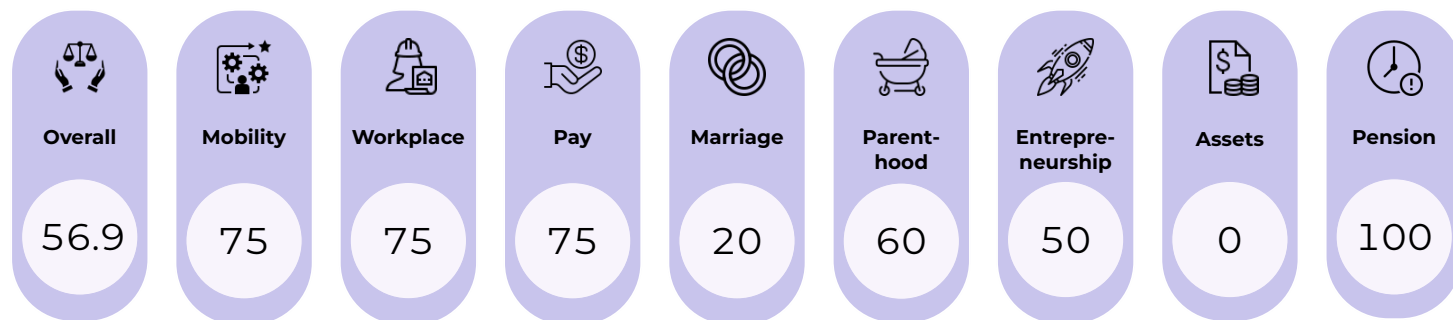 $
$
Overall
Mobility
Workplace
Pay
Marriage
Parent-
hood
Entrepre-
neurship
Assets
Pension
56.9
75
75
75
20
60
50
0
100